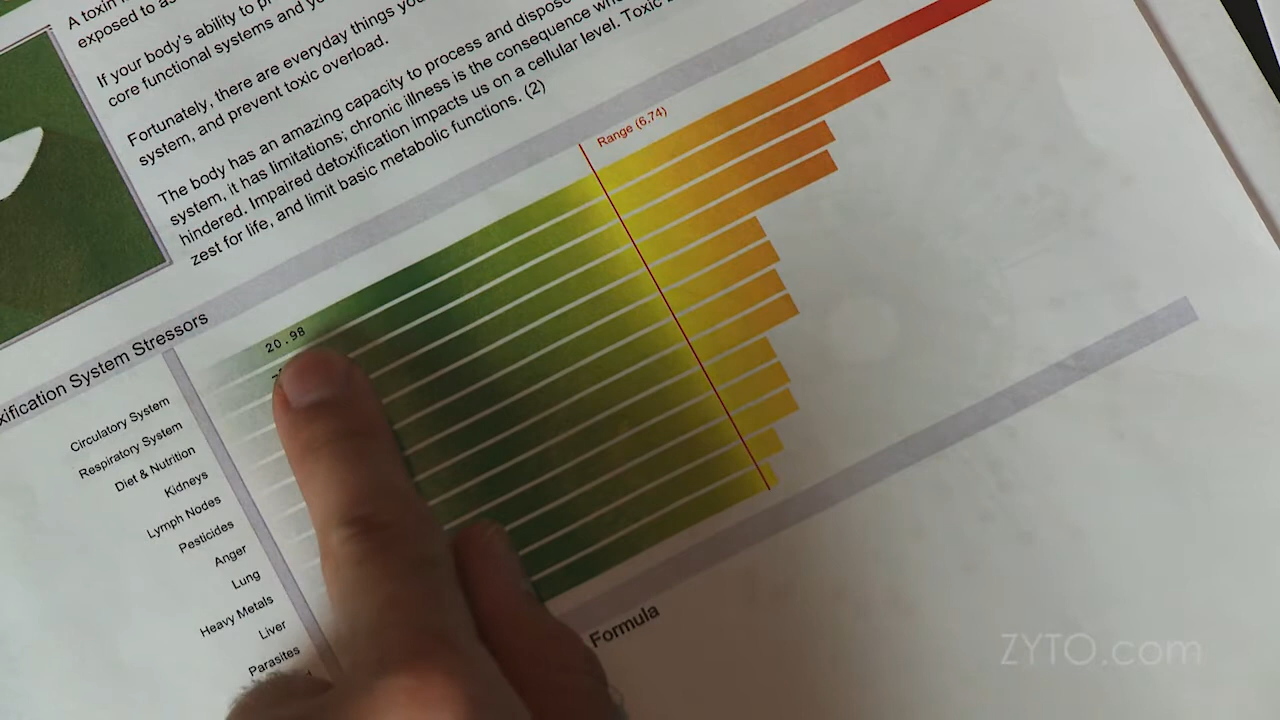 A toxin
exposed to
If your body's ability to
core functional systems and
Fortunately, there are everyday things
system, and prevent toxic overload.
The body has an amazing capacity to process and dispose
system, it has limitations; chronic illness is the consequence
hindered. Impaired detoxification impacts us on a cellular level. Toxic
zest for life, and limit basic metabolic functions. (2)
xification System Stressors
Range (6.74)
20.98
Circulatory System
Respiratory System
Diet & Nutrition
Kidneys
Lymph Nodes
Pesticides
Anger
Lung
Heavy Metals
Liver
Parasites
Formula
ZYTO.com